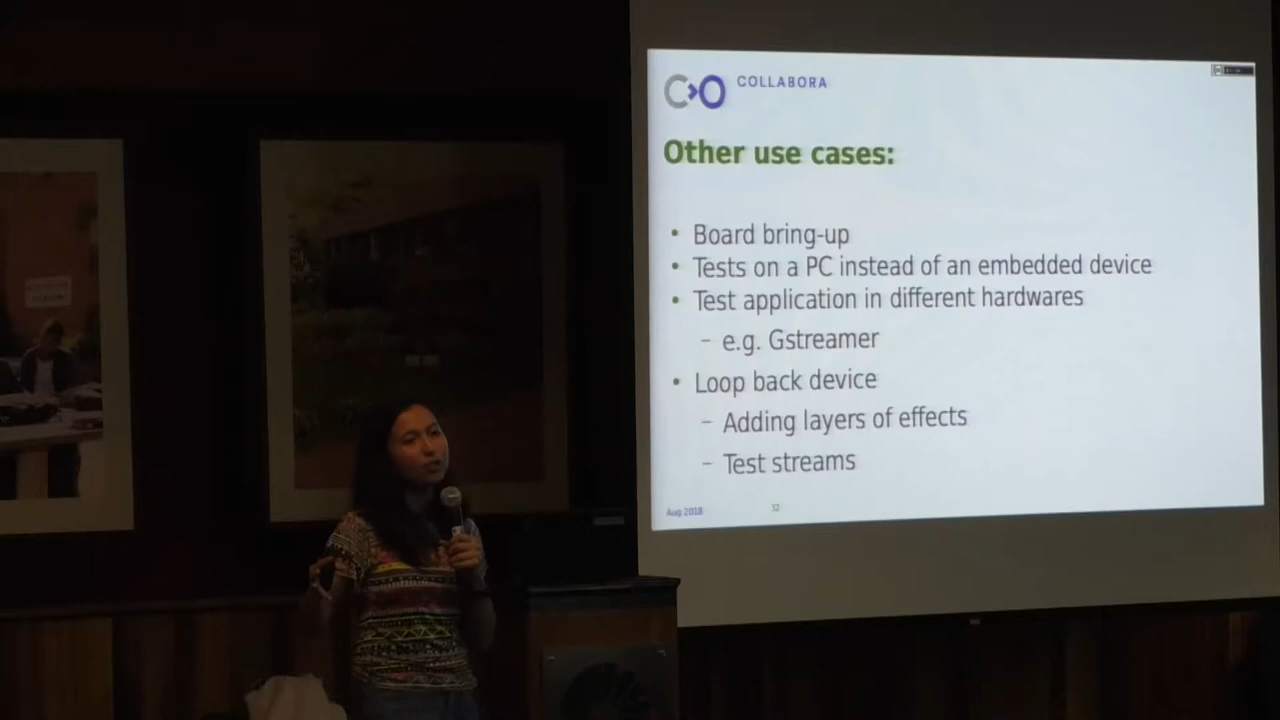 COLLABORA
Other use cases:
• Board bring-up
• Tests on a PC instead of an embedded device
• Test application in different hardwares
– e.g. Gstreamer
• Loop back device
– Adding layers of effects
– Test streams
Aug 2018 32